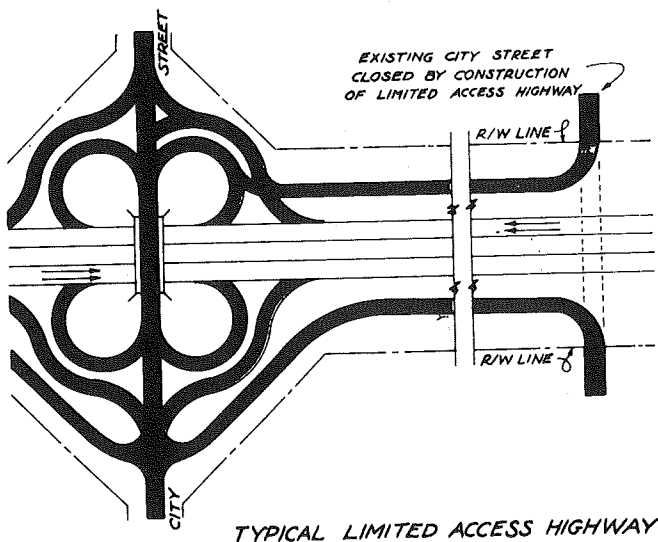 STREET
EXISTING CITY STREET
CLOSED BY CONSTRUCTION
OF LIMITED ACCESS HIGHWAY
R/W LINE
R/W LINE
CITY
TYPICAL LIMITED ACCESS HIGHWAY